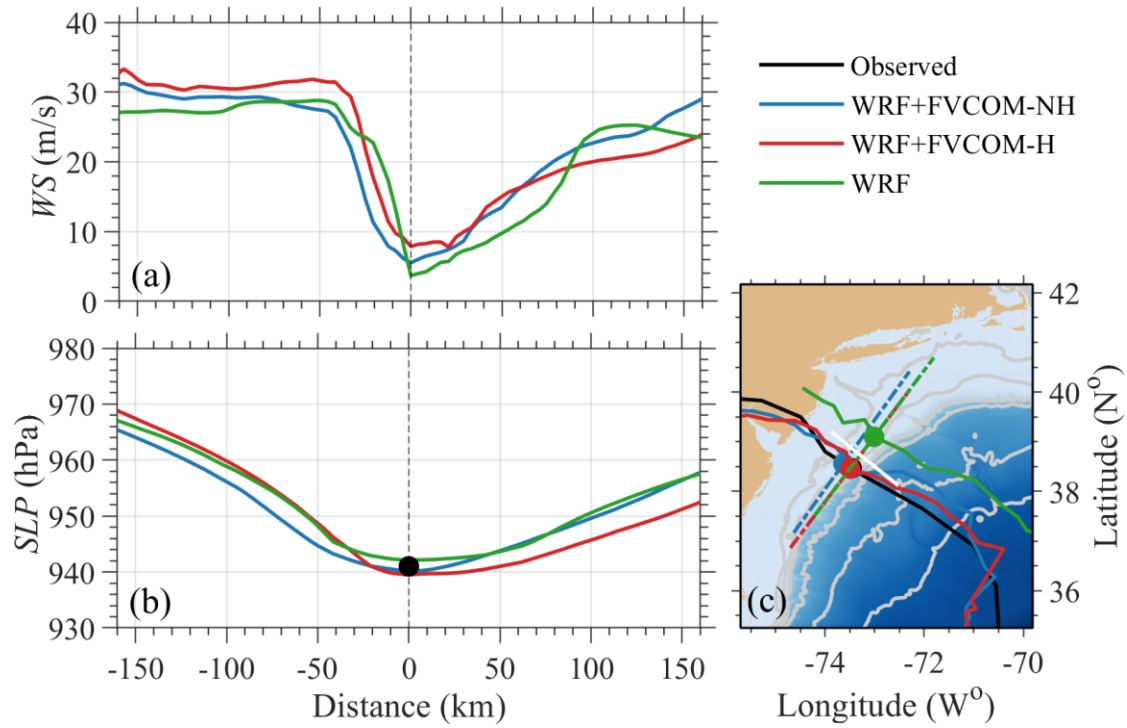 40
30
20
10
0
WS (m/s)
(a)
Observed
WRF+FVCOM-NH
WRF+FVCOM-H
WRF
980
970
960
950
940
930
SLP (hPa)
(b)
-150 -100 -50 0 50 100 150
Distance (km)
42
40
38
36
Latitude (N°)
(c)
-74 -72 -70
Longitude (W°)